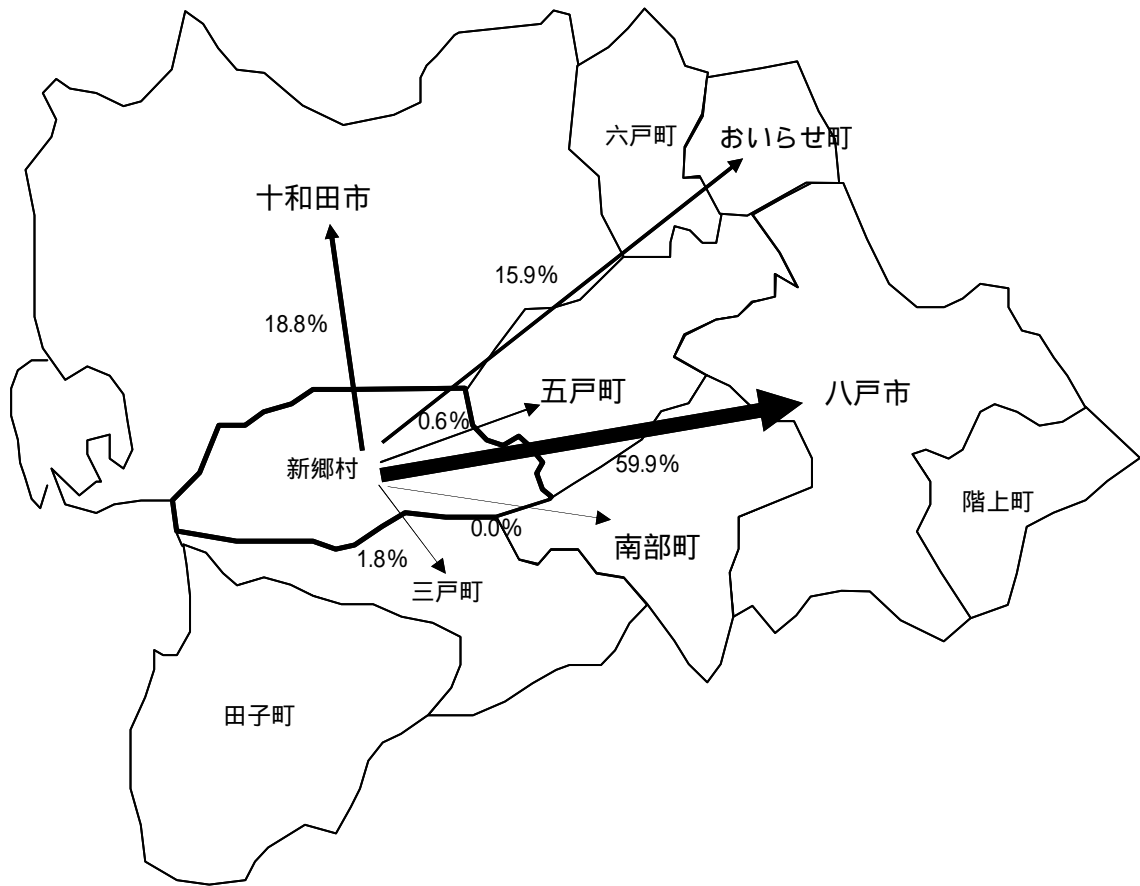 六戸町
おいらせ町
十和田市
15.9%
18.8%
五戸町
八戸市
0.6%
新郷村
59.9%
階上町
0.0%
南部町
1.8%
三戸町
田子町